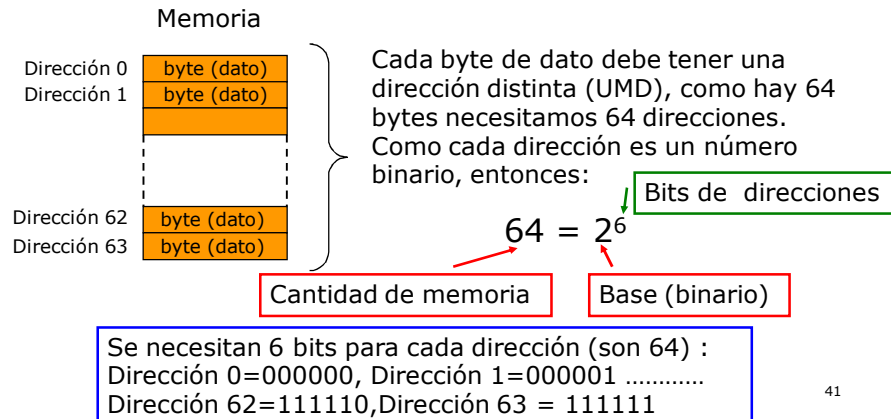 Memoria
Dirección 0 byte (dato)
Dirección 1 byte (dato)
Dirección 62 byte (dato)
Dirección 63 byte (dato)
Cada byte de dato debe tener una
dirección distinta (UMD), como hay 64
bytes necesitamos 64 direcciones.
Como cada dirección es un número
binario, entonces:
Bits de direcciones
64 = 2⁶
Cantidad de memoria
Base (binario)
Se necesitan 6 bits para cada dirección (son 64) :
Dirección 0=000000, Dirección 1=000001 …………
Dirección 62=111110,Dirección 63 = 111111
41